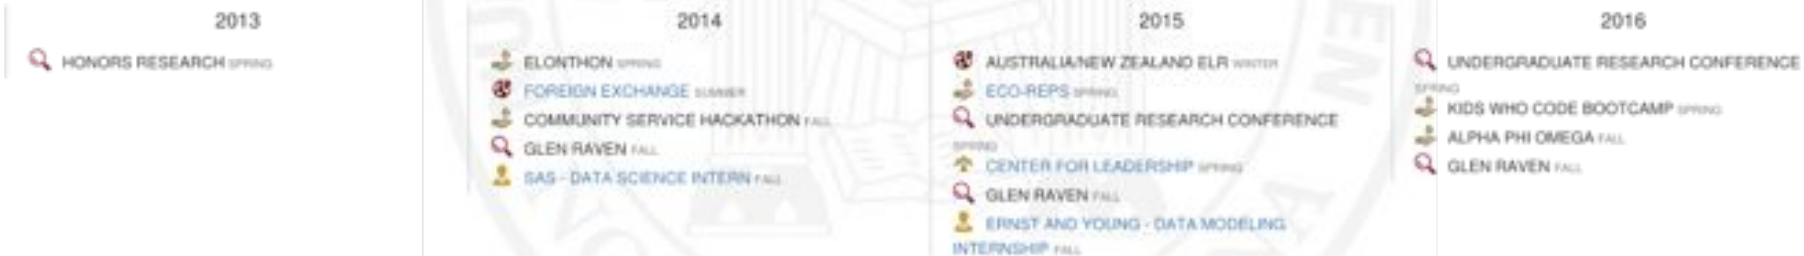 2013
HONORS RESEARCH SPRING
2014
ELONTHON SPRING
FOREIGN EXCHANGE SUMMER
COMMUNITY SERVICE HACKATHON FALL
GLEN RAVEN FALL
SAS - DATA SCIENCE INTERN FALL
2015
AUSTRALIA/NEW ZEALAND ELR WINTER
ECO-REPS SPRING
UNDERGRADUATE RESEARCH CONFERENCE
SPRING
CENTER FOR LEADERSHIP SPRING
GLEN RAVEN FALL
ERNST AND YOUNG - DATA MODELING
INTERNSHIP FALL
2016
UNDERGRADUATE RESEARCH CONFERENCE
SPRING
KIDS WHO CODE BOOTCAMP SPRING
ALPHA PHI OMEGA FALL
GLEN RAVEN FALL